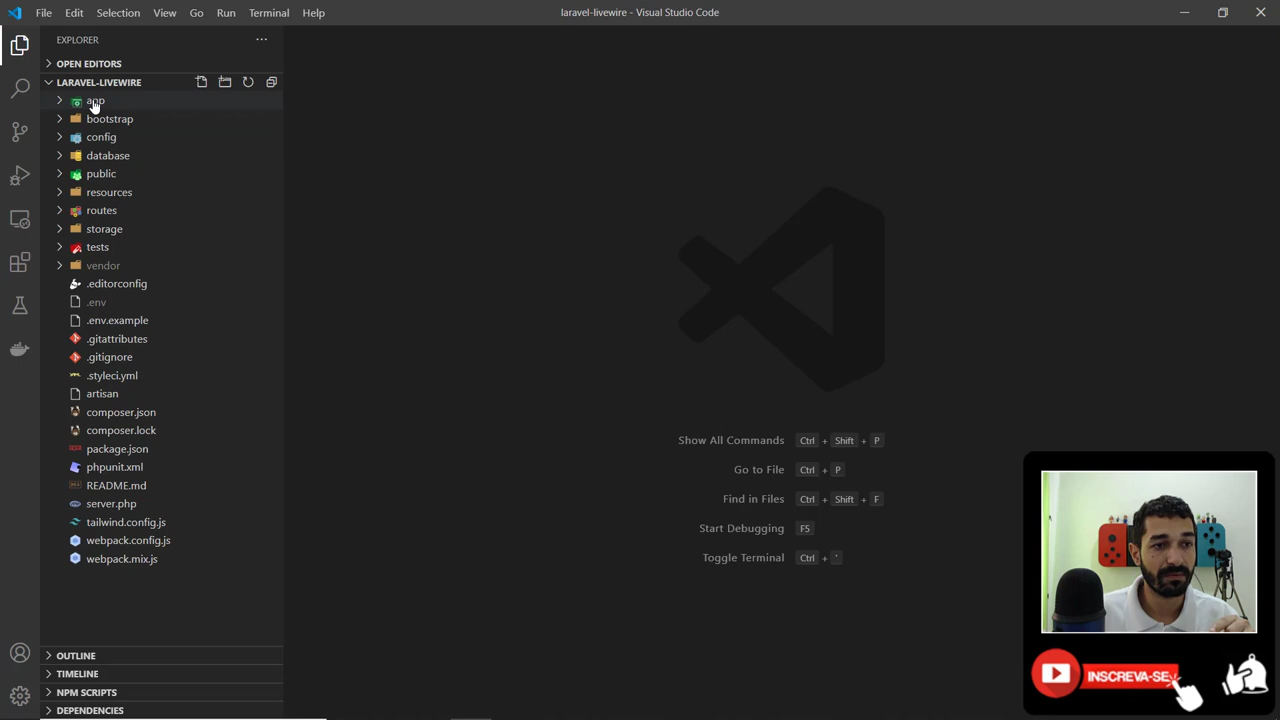 File Edit Selection View Go Run Terminal Help
laravel-livewire - Visual Studio Code
EXPLORER
OPEN EDITORS
LARAVEL-LIVEWIRE
app
bootstrap
config
database
public
resources
routes
storage
tests
vendor
.editorconfig
.env
.env.example
.gitattributes
.gitignore
.styleci.yml
artisan
composer.json
composer.lock
package.json
phpunit.xml
README.md
server.php
tailwind.config.js
webpack.config.js
webpack.mix.js
OUTLINE
TIMELINE
NPM SCRIPTS
DEPENDENCIES
Show All Commands Ctrl + Shift + P
Go to File Ctrl + P
Find in Files Ctrl + Shift + F
Start Debugging F5
Toggle Terminal Ctrl + '
INSCREVA-SE